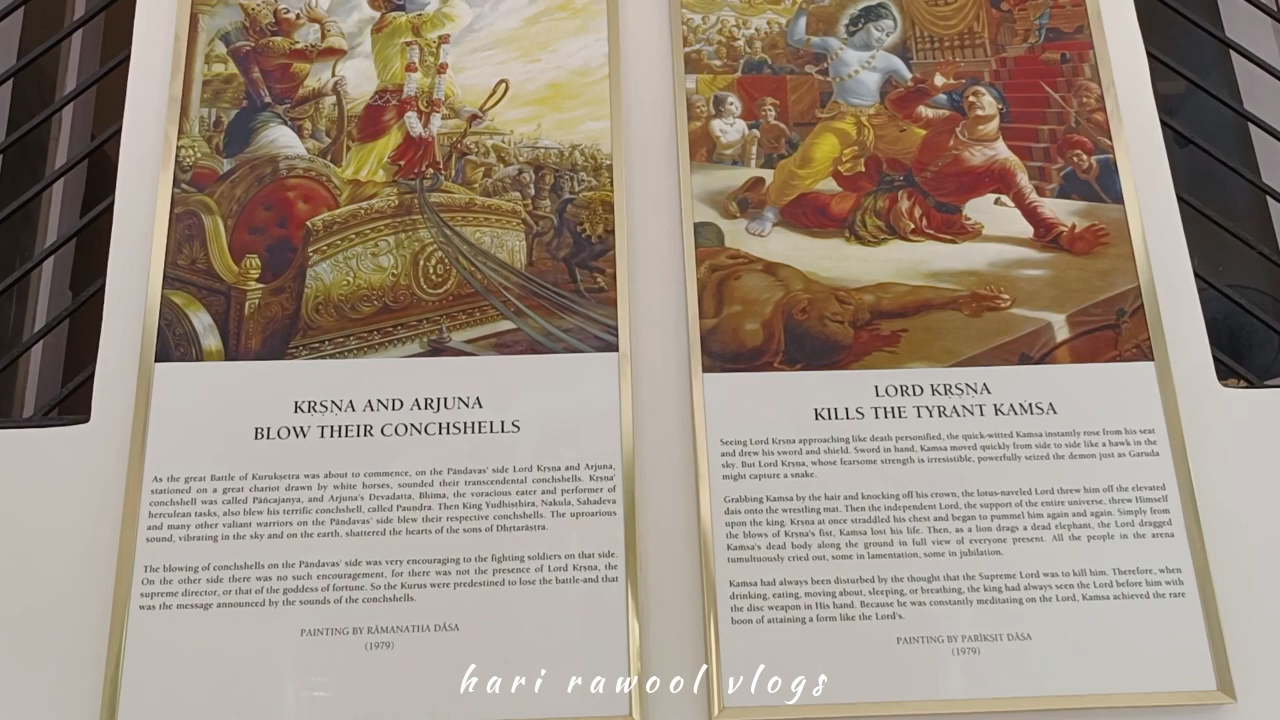 KṚṢṆA AND ARJUNA
BLOW THEIR CONCHSHELLS
As the great Battle of Kurukṣetra was about to commence, on the Pāṇḍavas' side Lord Kṛṣṇa and Arjuna,
stationed on a great chariot drawn by white horses, sounded their transcendental conchshells. Kṛṣṇa'
conchshell was called Pāñcajanya, and Arjuna's Devadatta, Bhima, the voracious eater and performer of
herculean tasks, also blew his terrific conchshell, called Pauṇḍra. Then King Yudhiṣṭhira, Nakula, Sahadeva
and many other valiant warriors on the Pāṇḍavas' side blew their respective conchshells. The uproarious
sound, vibrating in the sky and on the earth, shattered the hearts of the sons of Dhṛtarāṣṭra.
The blowing of conchshells on the Pāṇḍavas' side was very encouraging to the fighting soldiers on that side.
On the other side there was no such encouragement, for there was not the presence of Lord Kṛṣṇa, the
supreme director, or that of the goddess of fortune. So the Kurus were predestined to lose the battle-and that
was the message announced by the sounds of the conchshells.
PAINTING BY RĀMANATHA DĀSA
(1979)
LORD KṚṢṆA
KILLS THE TYRANT KAṀSA
Seeing Lord Kṛṣṇa approaching like death personified, the quick-witted Kaṁsa instantly rose from his seat
and drew his sword and shield. Sword in hand, Kaṁsa moved quickly from side to side like a hawk in the
sky. But Lord Kṛṣṇa, whose fearsome strength is irresistible, powerfully seized the demon just as Garuda
might capture a snake.
Grabbing Kaṁsa by the hair and knocking off his crown, the lotus-naveled Lord threw him off the elevated
dais onto the wrestling mat. Then the independent Lord, the support of the entire universe, threw Himself
upon the king. Kṛṣṇa at once straddled his chest and began to pummel him again and again. Simply from
the blows of Kṛṣṇa's fist, Kaṁsa lost his life. Then, as a lion drags a dead elephant, the Lord dragged
Kaṁsa's dead body along the ground in full view of everyone present. All the people in the arena
tumultuously cried out, some in lamentation, some in jubilation.
Kaṁsa had always been disturbed by the thought that the Supreme Lord was to kill him. Therefore, when
drinking, eating, moving about, sleeping, or breathing, the king had always seen the Lord before him with
the disc weapon in His hand. Because he was constantly meditating on the Lord, Kaṁsa achieved the rare
boon of attaining a form like the Lord's.
PAINTING BY PARĪKṢIT DĀSA
(1979)
hari rawool vlogs